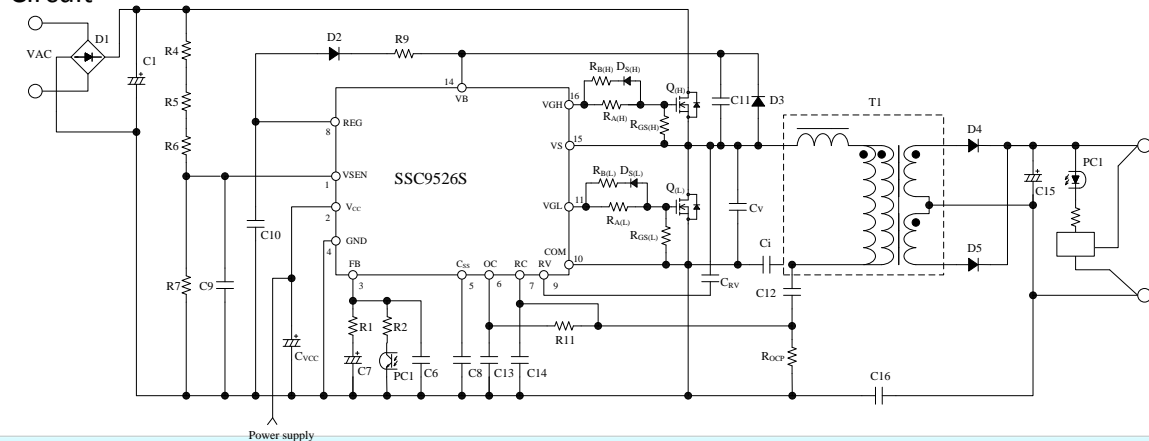 Circuit
VAC
D1
C1
R4
R5
R6
R7
C9
C10
D2
R9
14
VB
REG
8
VSEN
1
VCC
2
GND
4
SSC9526S
VGH
16
VS
15
VGL
11
COM
10
FB
3
CSS
5
OC
6
RC
7
RV
9
RB(H) DS(H)
RA(H)
RGS(H)
Q(H)
C11
D3
RB(L) DS(L)
RA(L)
RGS(L)
Q(L)
CV
CRV
Ci
T1
D4
D5
C15
PC1
C12
ROCP
C16
R1
R2
C7
PC1
C6
C8
C13
C14
R11
CVCC
Power supply